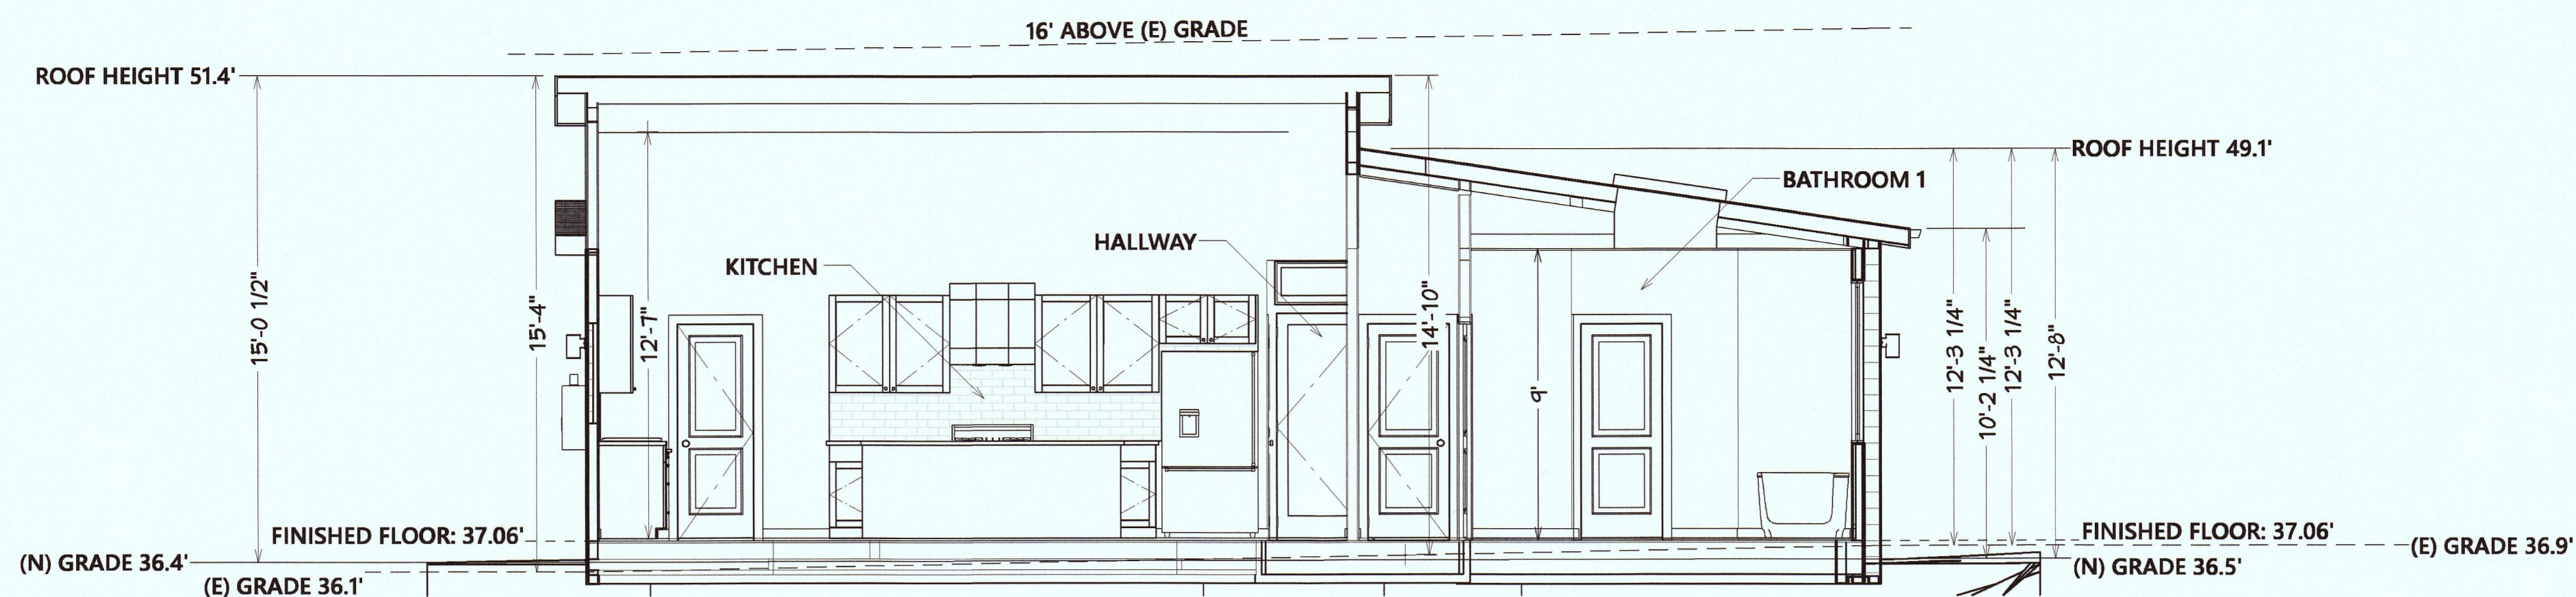 16' ABOVE (E) GRADE
ROOF HEIGHT 51.4'
ROOF HEIGHT 49.1'
BATHROOM 1
HALLWAY
KITCHEN
15'-0 1/2"
15'-4"
12'-7"
14'-10"
9'
12'-3 1/4"
10'-2 1/4"
12'-3 1/4"
12'-8"
FINISHED FLOOR: 37.06'
(N) GRADE 36.4'
(E) GRADE 36.1'
FINISHED FLOOR: 37.06'
(E) GRADE 36.9'
(N) GRADE 36.5'